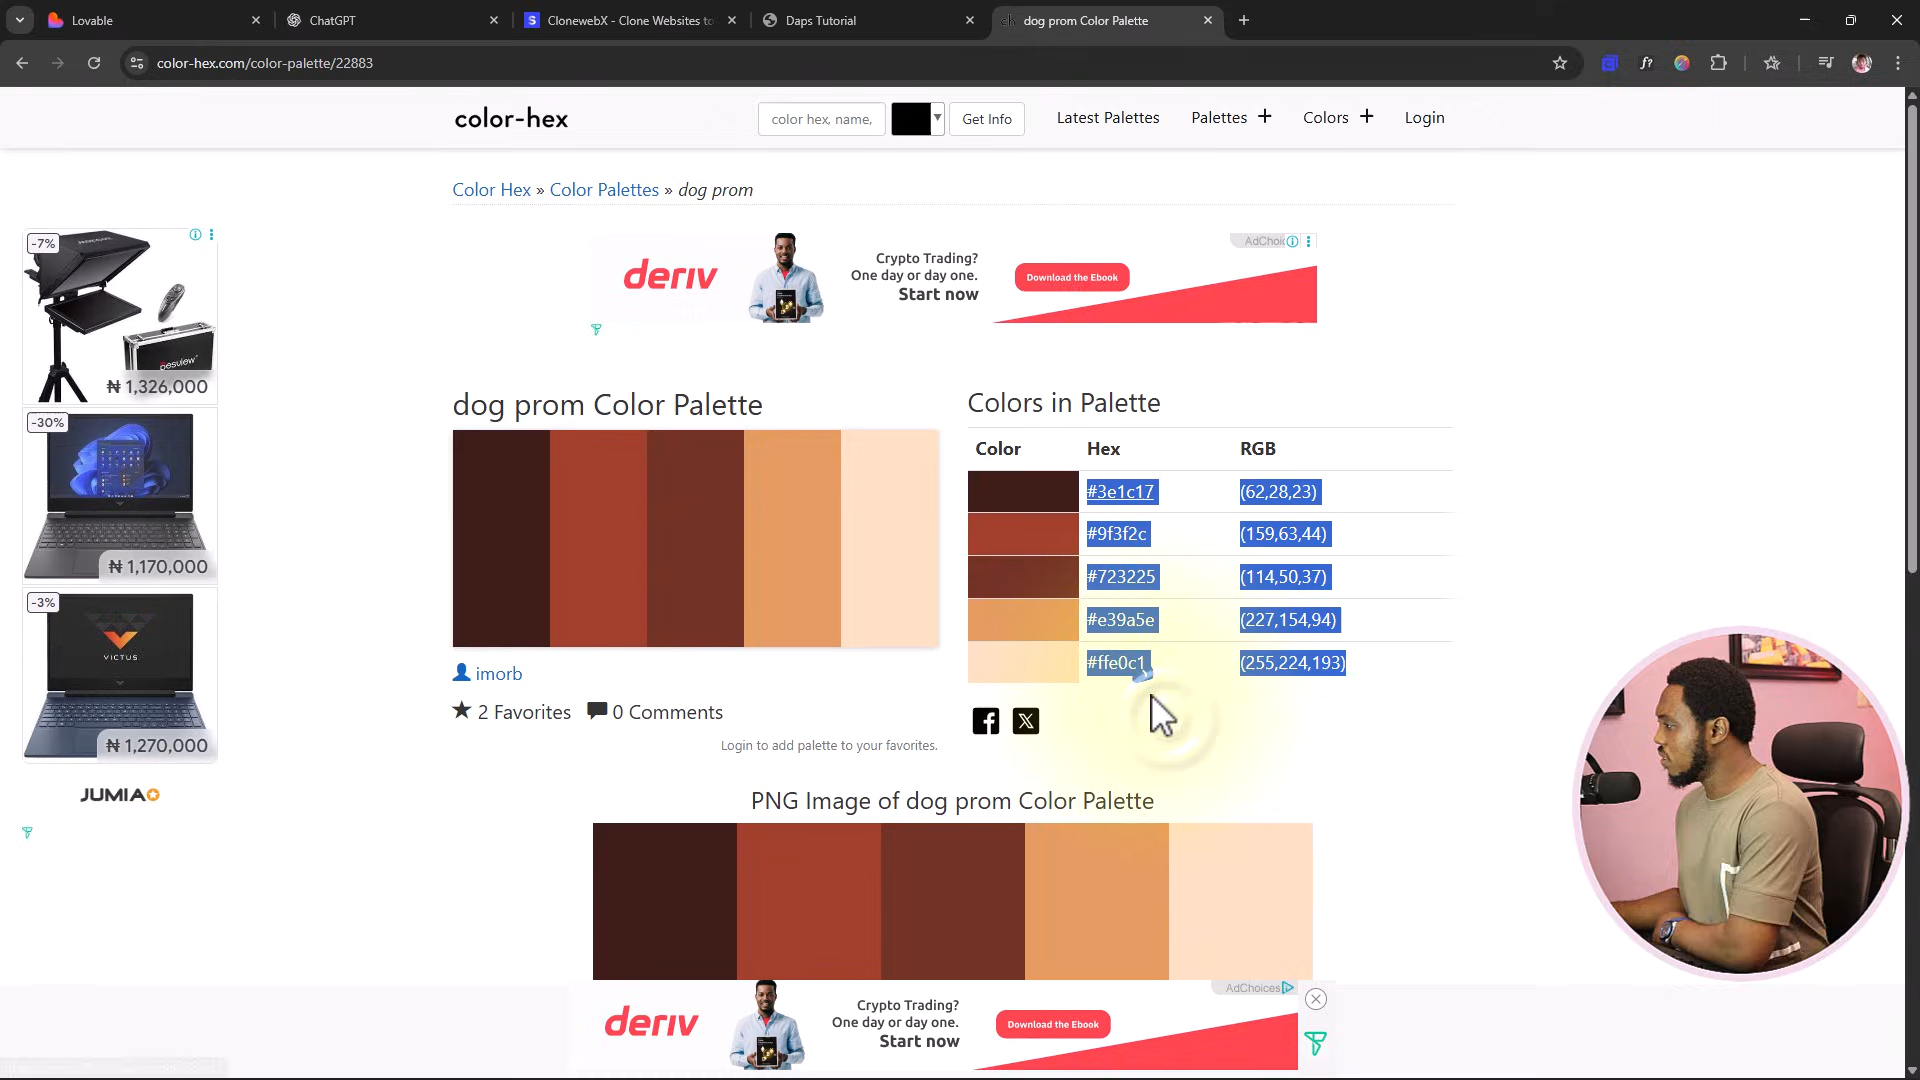 Lovable
ChatGPT
ClonewebX - Clone Websites to
Daps Tutorial
dog prom Color Palette
color-hex.com/color-palette/22883
color-hex
color hex, name,
Get Info
Latest Palettes
Palettes +
Colors +
Login
Color Hex » Color Palettes » dog prom
-7%
₦ 1,326,000
-30%
₦ 1,170,000
-3%
VICTUS
₦ 1,270,000
JUMIA
deriv
Crypto Trading?
One day or day one.
Start now
Download the Ebook
AdChoic
dog prom Color Palette
imorb
2 Favorites
0 Comments
Login to add palette to your favorites.
Colors in Palette
Color Hex RGB
#3e1c17 (62,28,23)
#9f3f2c (159,63,44)
#723225 (114,50,37)
#e39a5e (227,154,94)
#ffe0c1 (255,224,193)
PNG Image of dog prom Color Palette
deriv
Crypto Trading?
One day or day one.
Start now
Download the Ebook
AdChoices